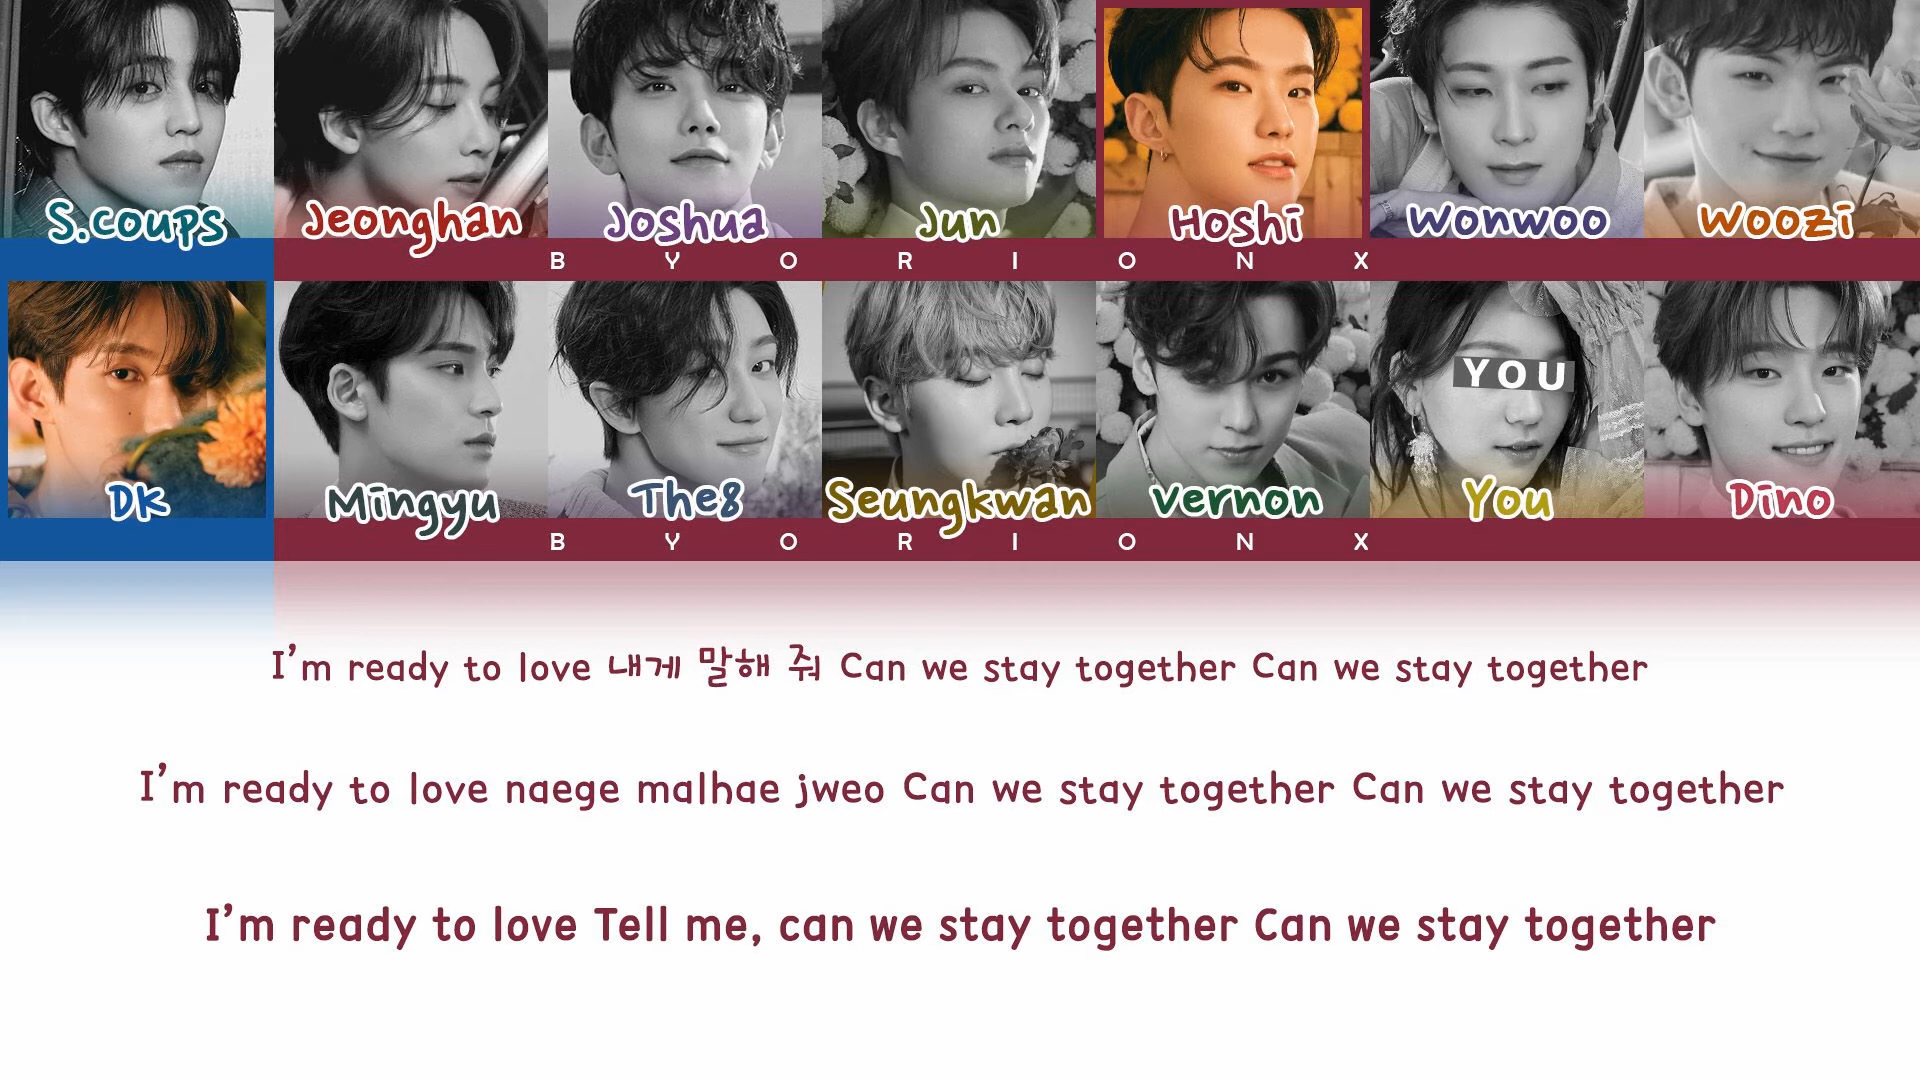 S.coups Jeonghan Joshua Jun Hoshi Wonwoo Woozi
B Y O R I O N X
YOU
DK Mingyu The8 Seungkwan Vernon You Dino
B Y O R I O N X
I'm ready to love 내게 말해 줘 Can we stay together Can we stay together
I'm ready to love naege malhae jweo Can we stay together Can we stay together
I'm ready to love Tell me, can we stay together Can we stay together